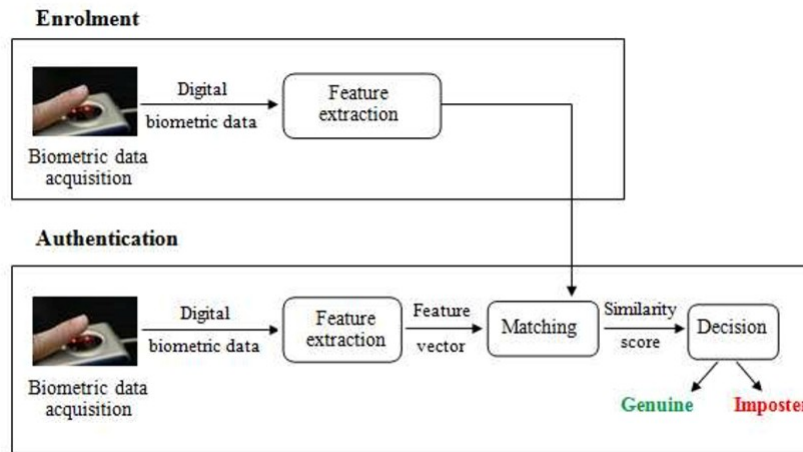 Enrolment
Digital
biometric data
Feature
extraction
Biometric data
acquisition
Authentication
Digital
biometric data
Feature
extraction
Feature
vector
Matching
Similarity
score
Decision
Biometric data
acquisition
Genuine
Imposter